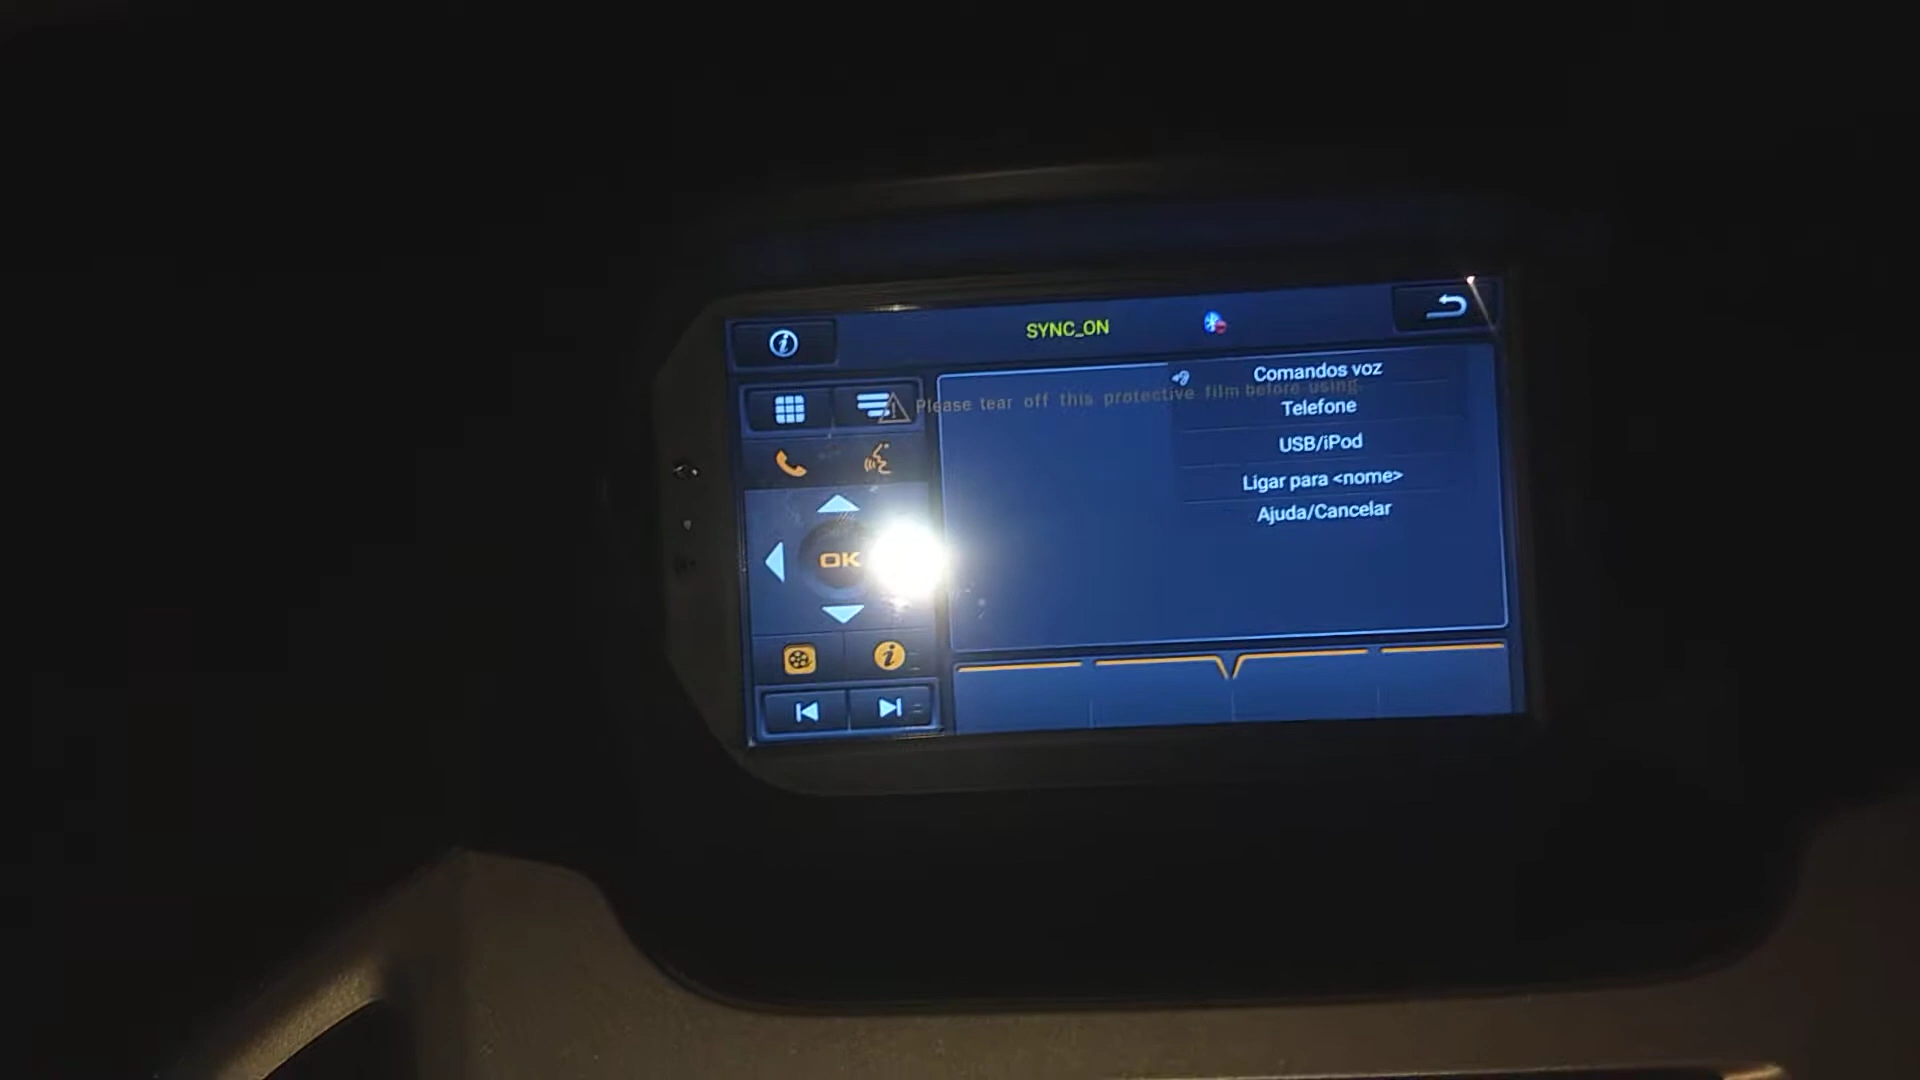 SYNC_ON
Comandos voz
Please tear off this protective film before using.
Telefone
USB/iPod
Ligar para <nome>
OK
Ajuda/Cancelar